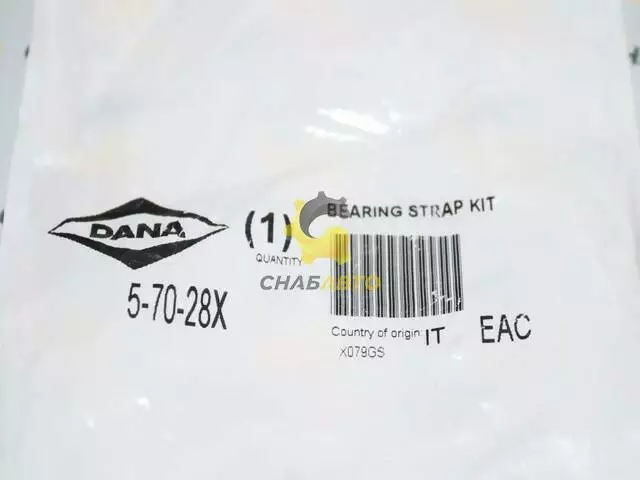 DANA
(1)
QUANTITY
BEARING STRAP KIT
СНАБАВТО
5-70-28X
Country of origin: IT
EAC
X079GS